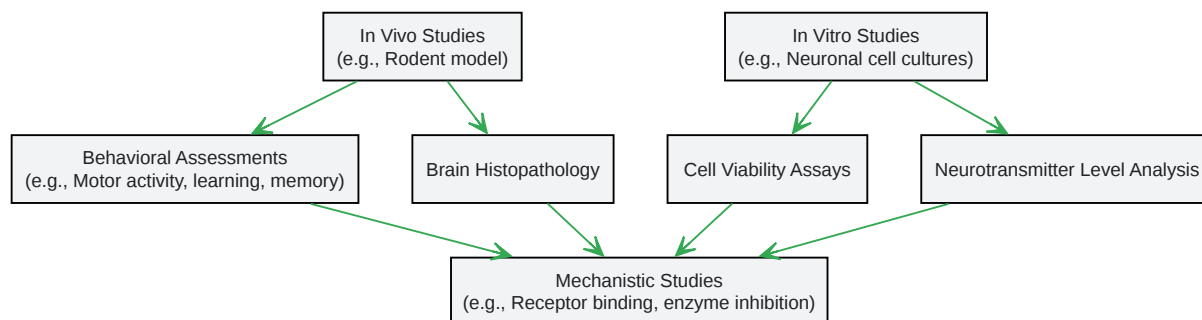 In Vivo Studies
(e.g., Rodent model)
In Vitro Studies
(e.g., Neuronal cell cultures)
Behavioral Assessments
(e.g., Motor activity, learning, memory)
Brain Histopathology
Cell Viability Assays
Neurotransmitter Level Analysis
Mechanistic Studies
(e.g., Receptor binding, enzyme inhibition)